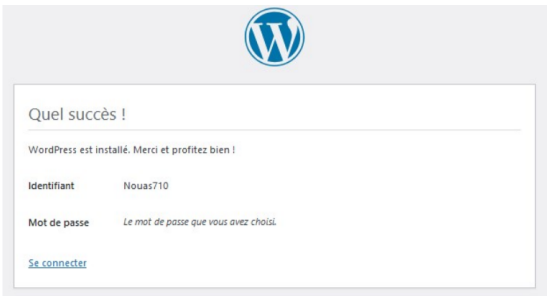 Quel succès !
WordPress est installé. Merci et profitez bien !
Identifiant Nouas710
Mot de passe Le mot de passe que vous avez choisi.
Se connecter